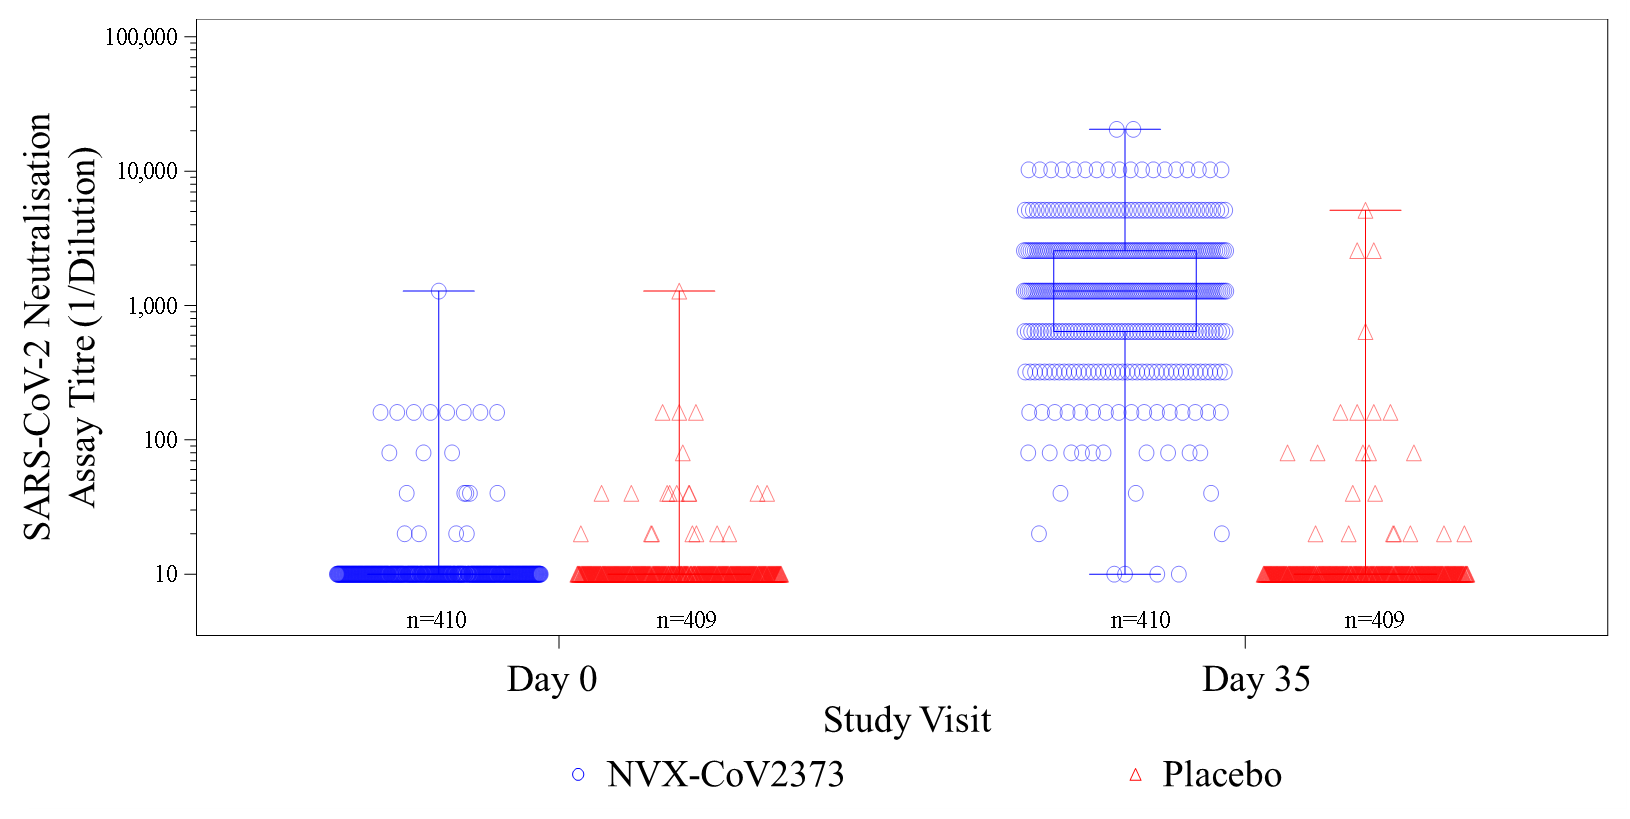 SARS-CoV-2 Neutralisation
Assay Titre (1/Dilution)
100,000
10,000
1,000
100
10
n=410
n=409
n=410
n=409
Day 0
Day 35
Study Visit
NVX-CoV2373
Placebo